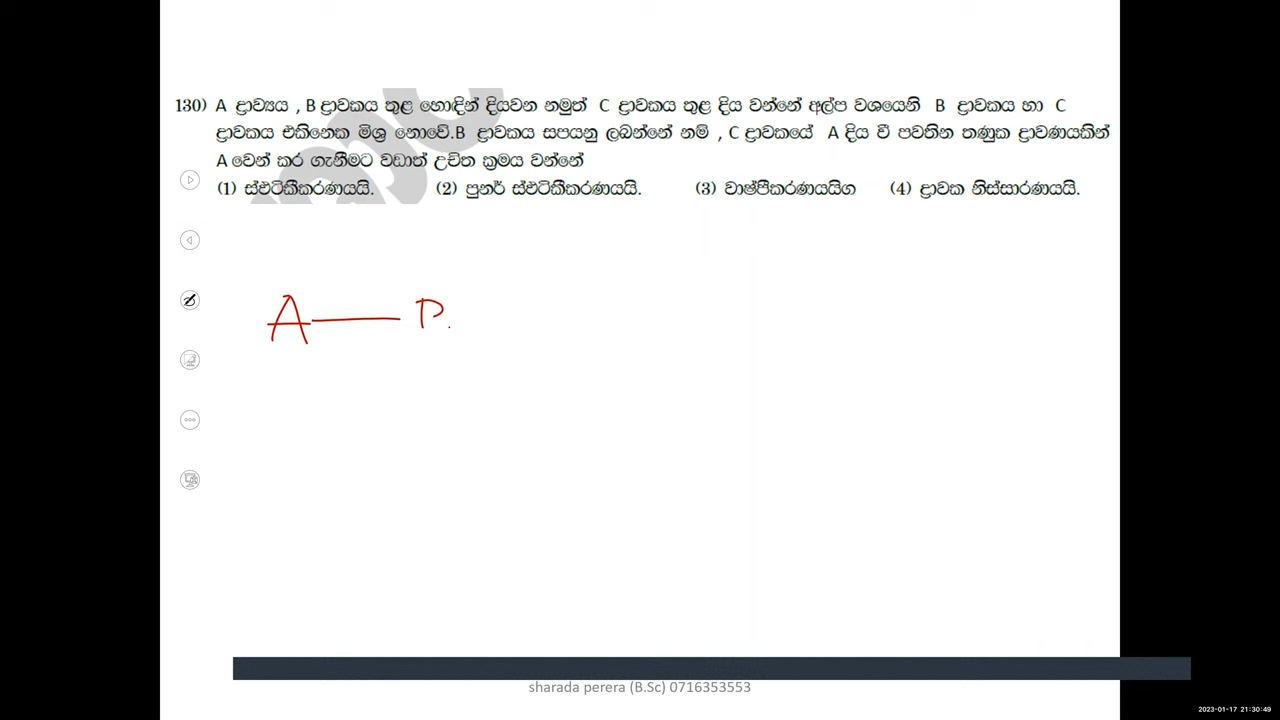 130) A ද්‍රාව්‍යය , B ද්‍රාවකය තුළ හොඳින් දියවන නමුත් C ද්‍රාවකය තුළ දිය වන්නේ අල්ප වශයෙනි B ද්‍රාවකය හා C
ද්‍රාවකය එකිනෙක මිශ්‍ර නොවේ.B ද්‍රාවකය සපයනු ලබන්නේ නම් , C ද්‍රාවකයේ A දිය වී පවතින තණුක ද්‍රාවණයකින්
A වෙන් කර ගැනීමට වඩාත් උචිත ක්‍රමය වන්නේ
(1) ස්ඵටිකීකරණයයි. (2) පුනර් ස්ඵටිකීකරණයයි. (3) වාෂ්පීකරණයයිග (4) ද්‍රාවක නිස්සාරණයයි.
A — P
sharada perera (B.Sc) 0716353553
2023-01-17 21:30:49